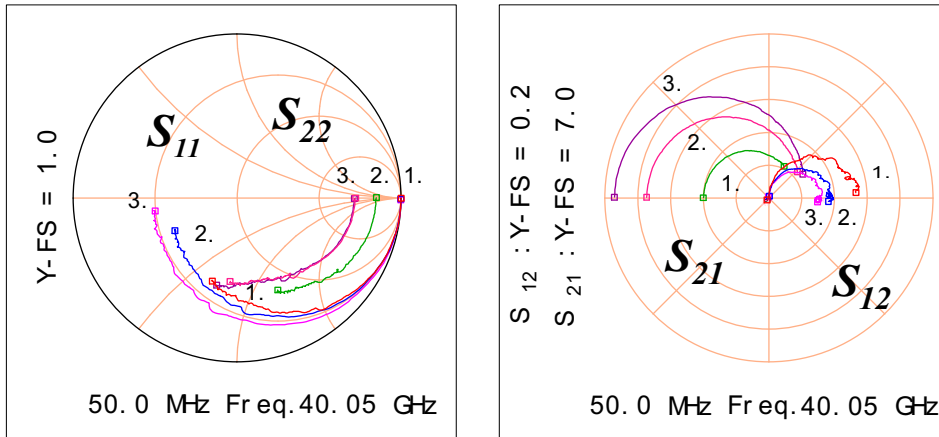 S11
S22
3. 2. 1.
3.
2.
1.
Y-FS = 1.0
50.0 MHz Freq.40.05 GHz
3.
2.
1.
1.
3. 2.
S21
S12
S 12 :Y-FS = 0.2
S 21 :Y-FS = 7.0
50.0 MHz Freq.40.05 GHz